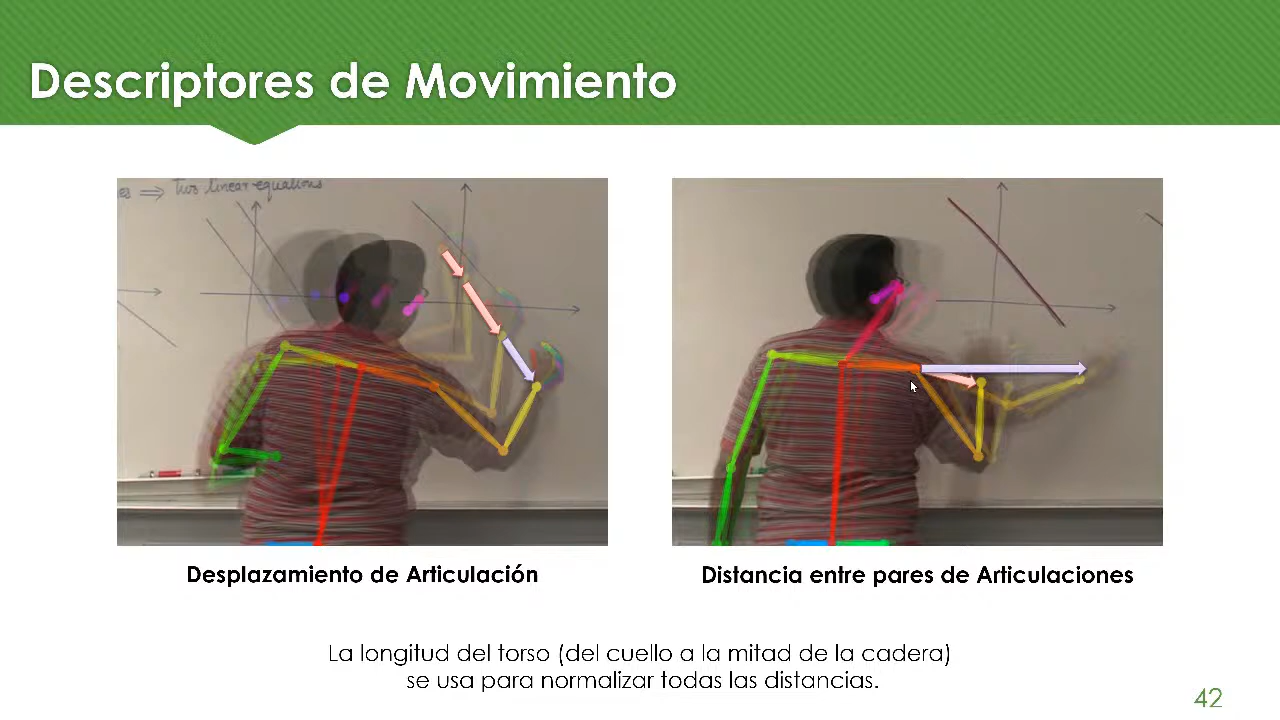 Descriptores de Movimiento
es ⇒ Two linear equations
Desplazamiento de Articulación
Distancia entre pares de Articulaciones
La longitud del torso (del cuello a la mitad de la cadera)
se usa para normalizar todas las distancias.
42